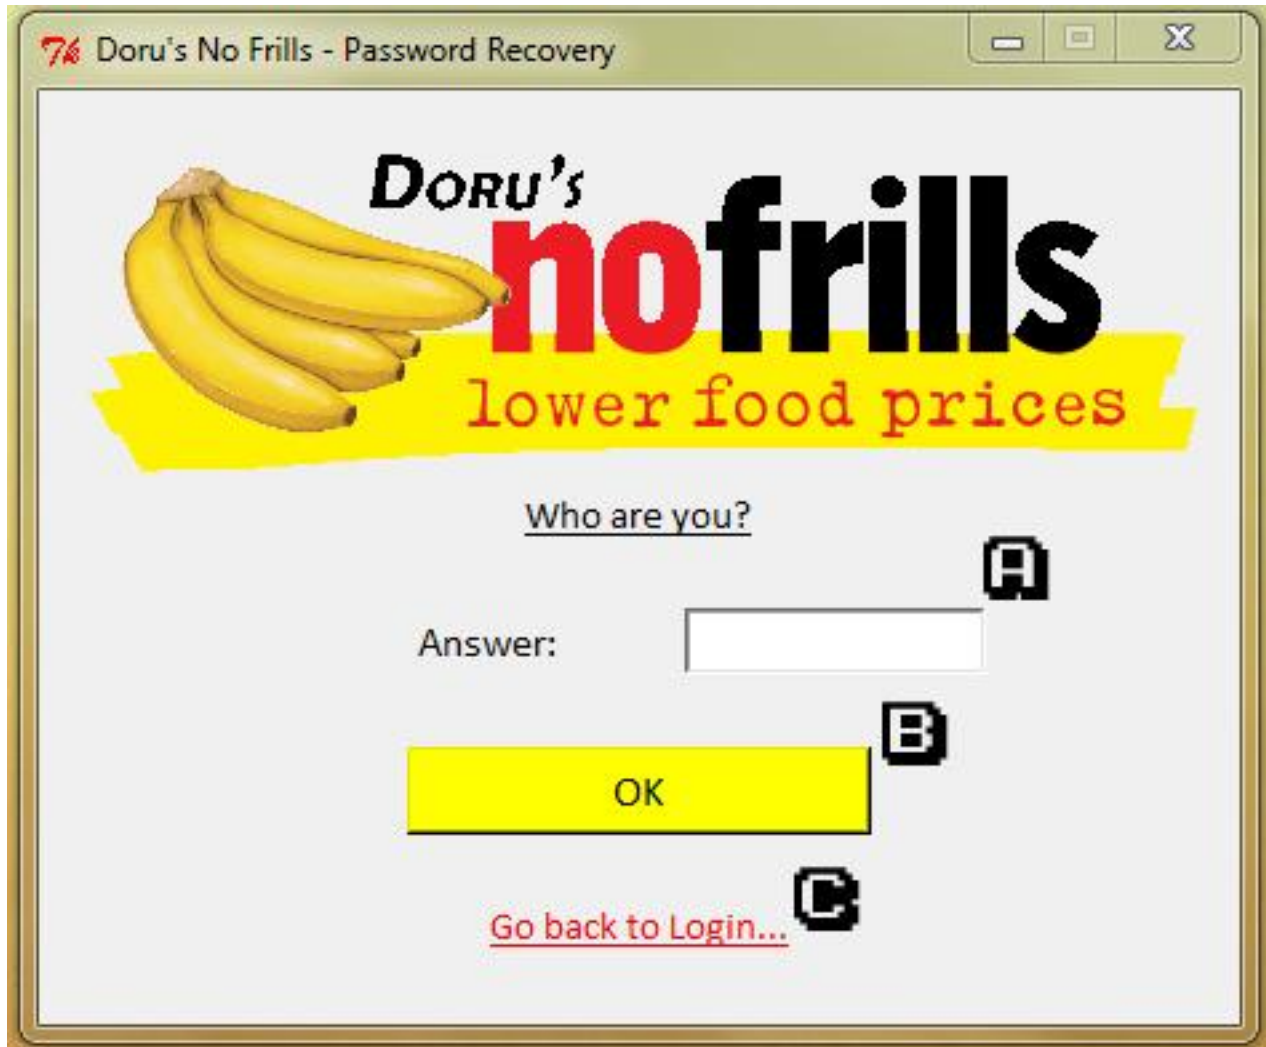 Doru's No Frills - Password Recovery
Doru's
nofrills
lower food prices
Who are you?
A
Answer:
B
OK
C
Go back to Login...